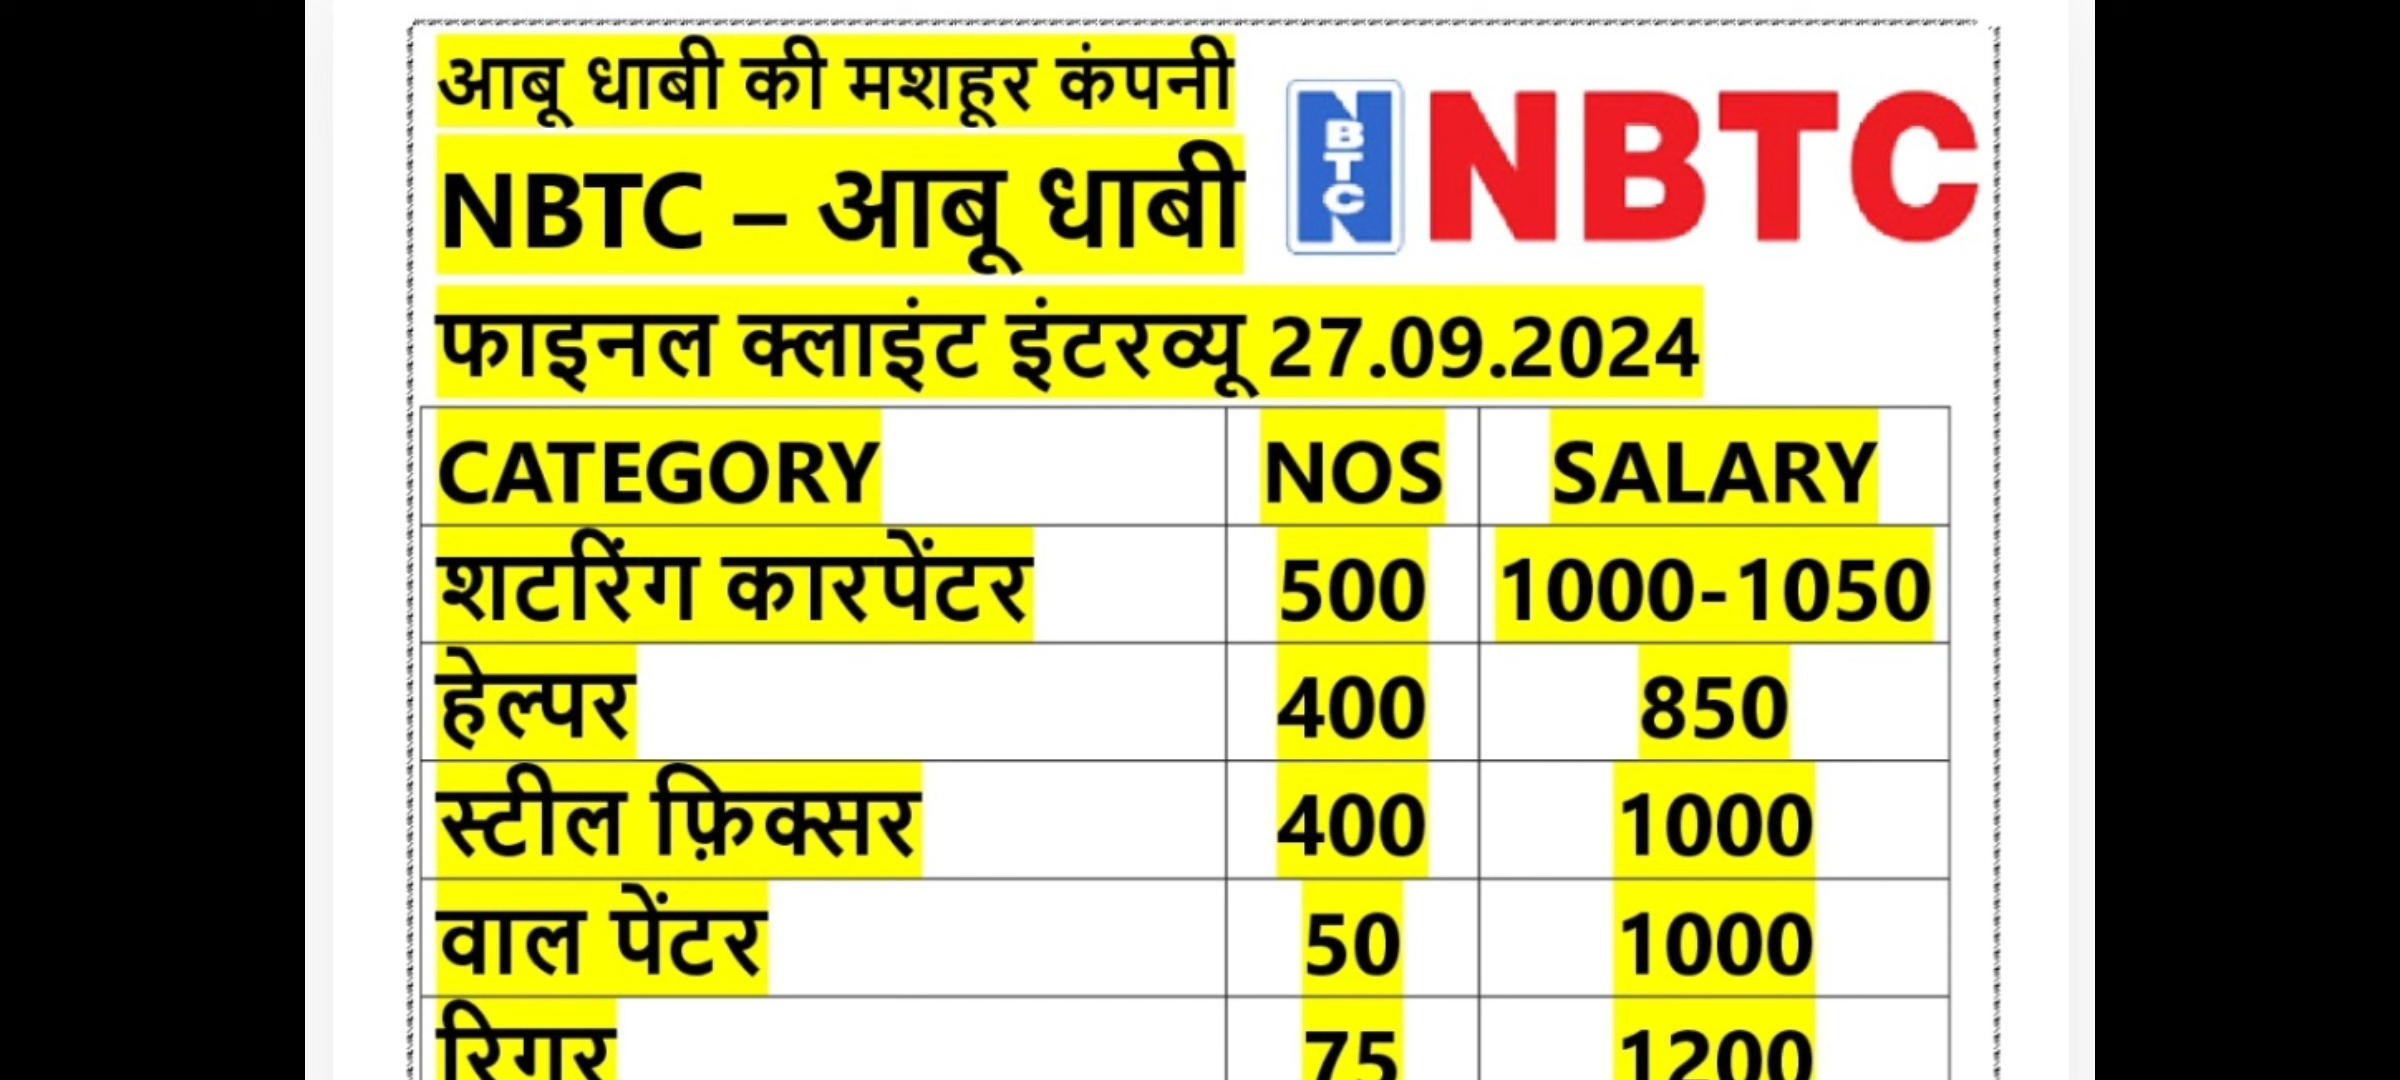 आबू धाबी की मशहूर कंपनी
NBTC – आबू धाबी
NBTC NBTC
फाइनल क्लाइंट इंटरव्यू 27.09.2024
CATEGORY NOS SALARY
शटरिंग कारपेंटर 500 1000-1050
हेल्पर 400 850
स्टील फ़िक्सर 400 1000
वाल पेंटर 50 1000
रिगर 75 1200